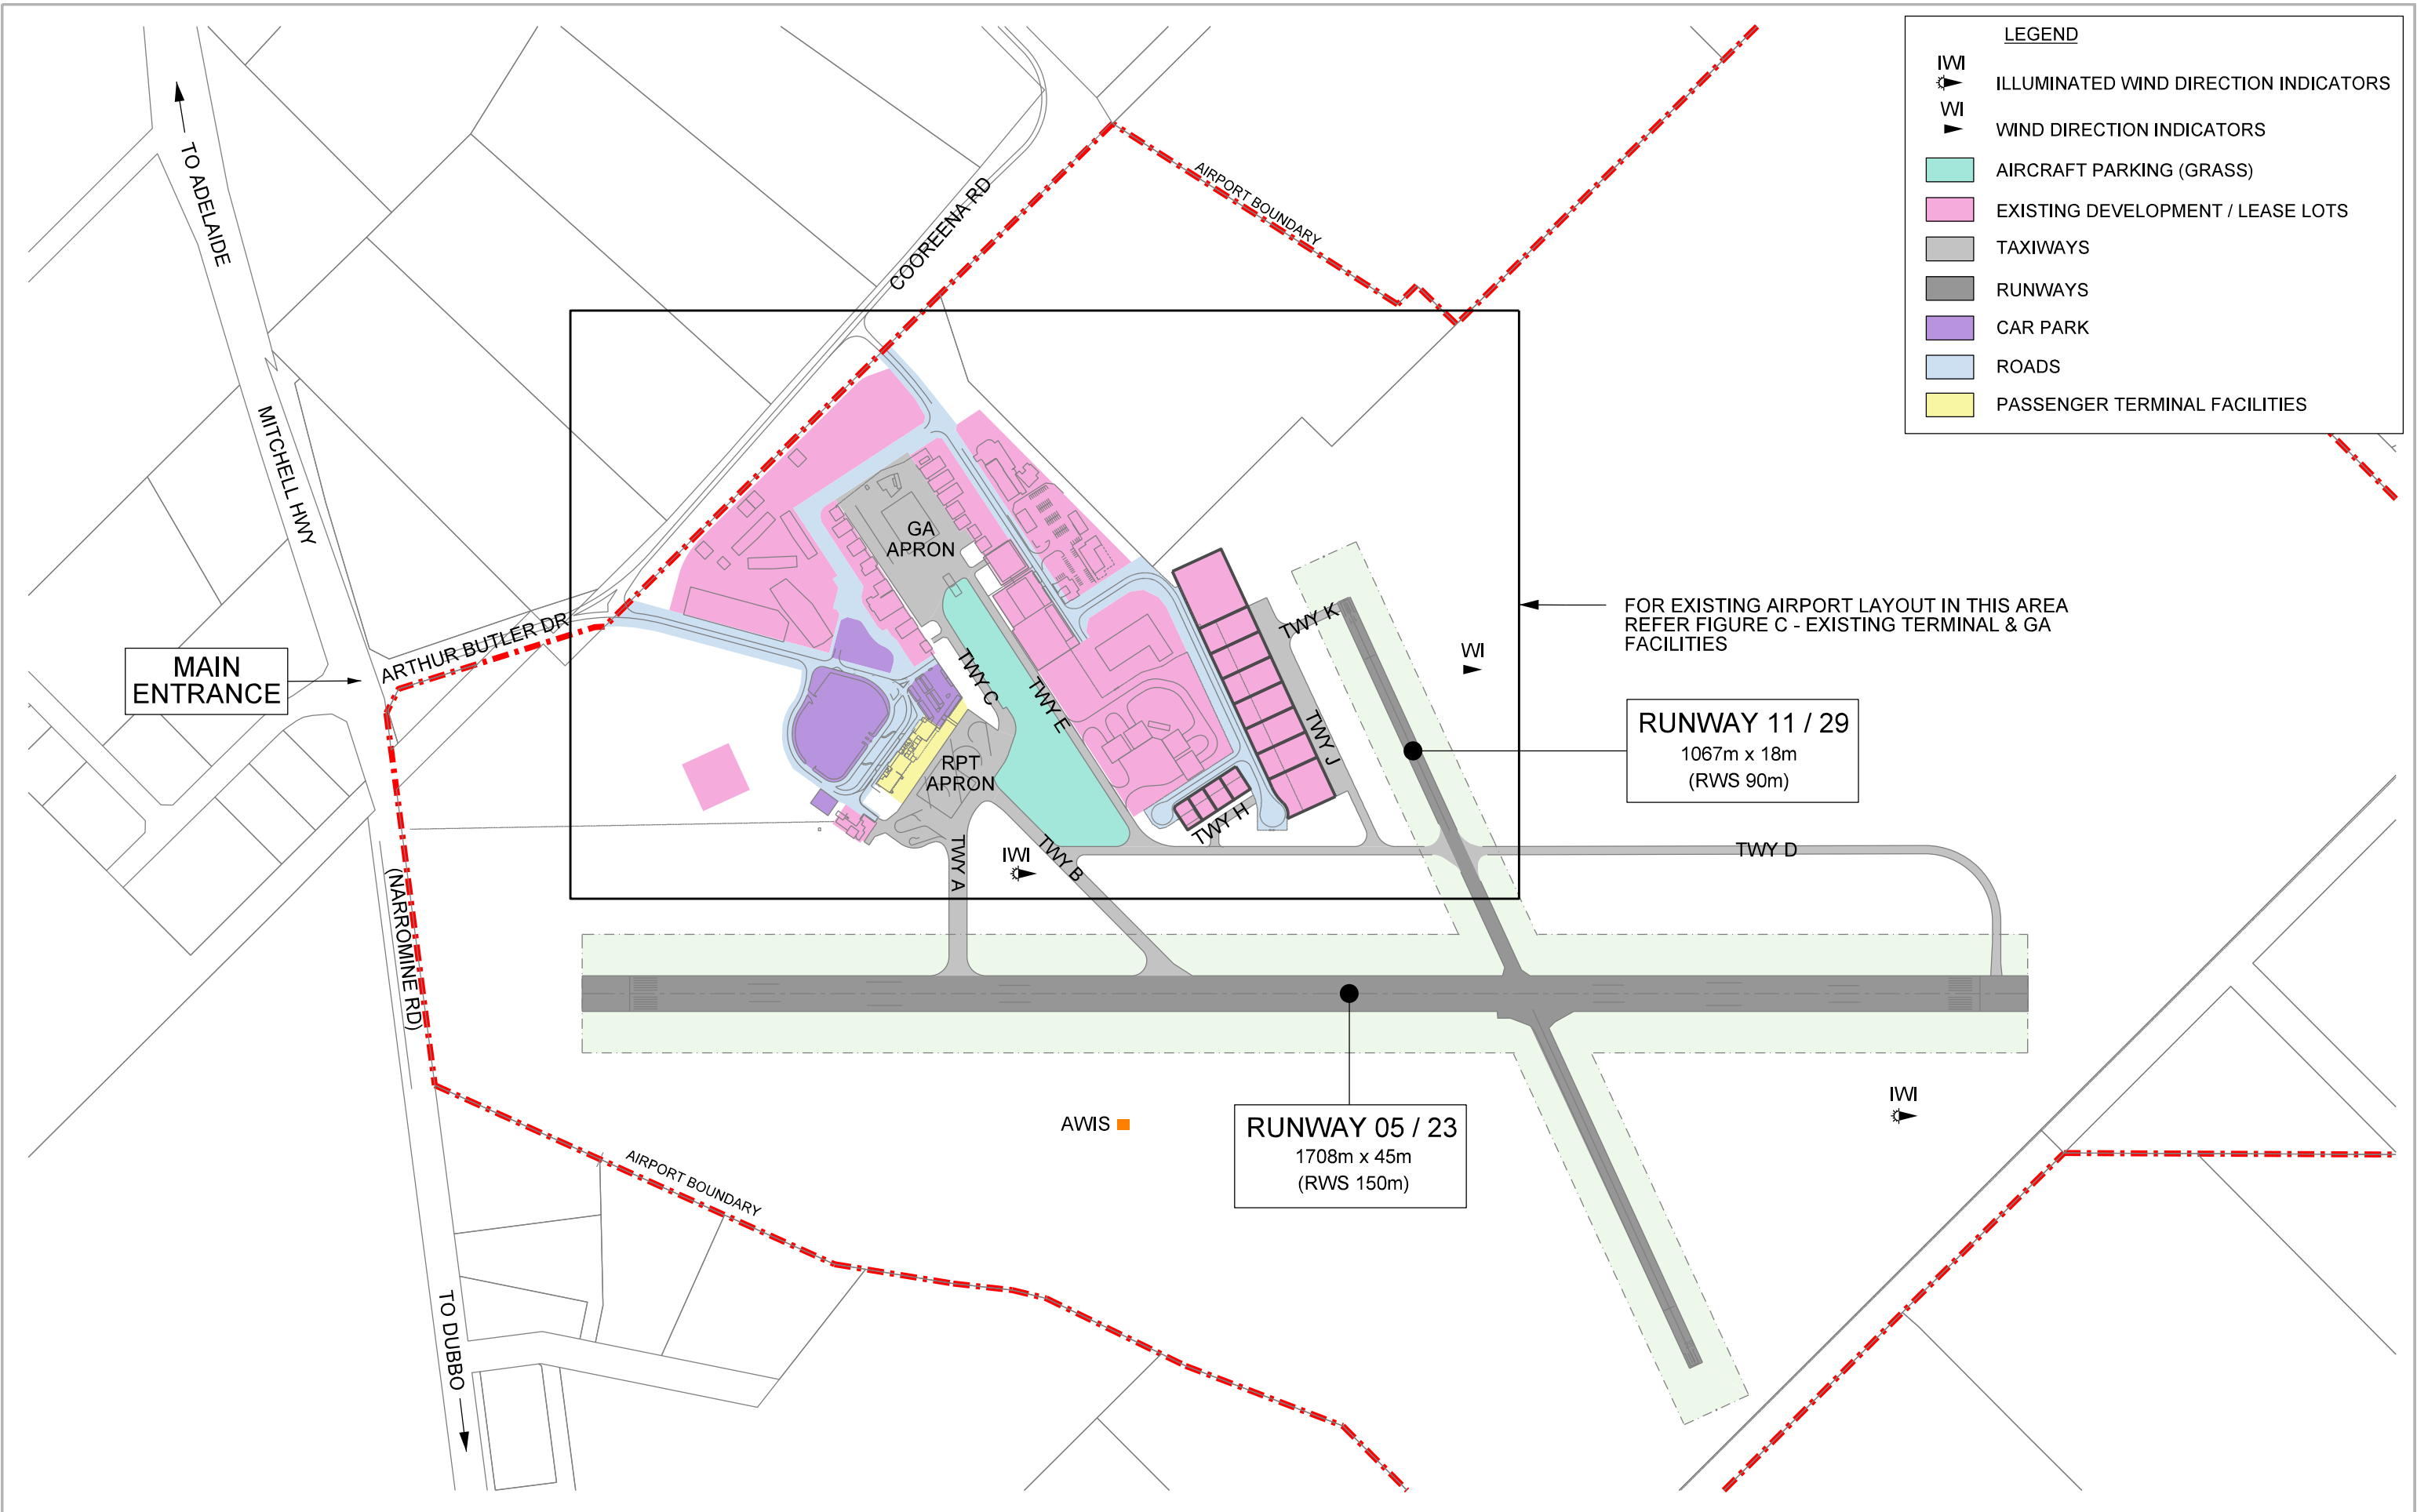 LEGEND
IWI
ILLUMINATED WIND DIRECTION INDICATORS
WI
WIND DIRECTION INDICATORS
AIRCRAFT PARKING (GRASS)
EXISTING DEVELOPMENT / LEASE LOTS
TAXIWAYS
RUNWAYS
CAR PARK
ROADS
PASSENGER TERMINAL FACILITIES
TO ADELAIDE
COOREENA RD
AIRPORT BOUNDARY
MITCHELL HWY
GA
APRON
ARTHUR BUTLER DR
MAIN
ENTRANCE
TWY K
FOR EXISTING AIRPORT LAYOUT IN THIS AREA
REFER FIGURE C - EXISTING TERMINAL & GA
FACILITIES
WI
TWY C
TWY E
TWY J
RUNWAY 11 / 29
1067m x 18m
(RWS 90m)
RPT
APRON
TWY H
TWY A
IWI
TWY B
TWY D
(NARROMINE RD)
AWIS
RUNWAY 05 / 23
1708m x 45m
(RWS 150m)
IWI
AIRPORT BOUNDARY
TO DUBBO